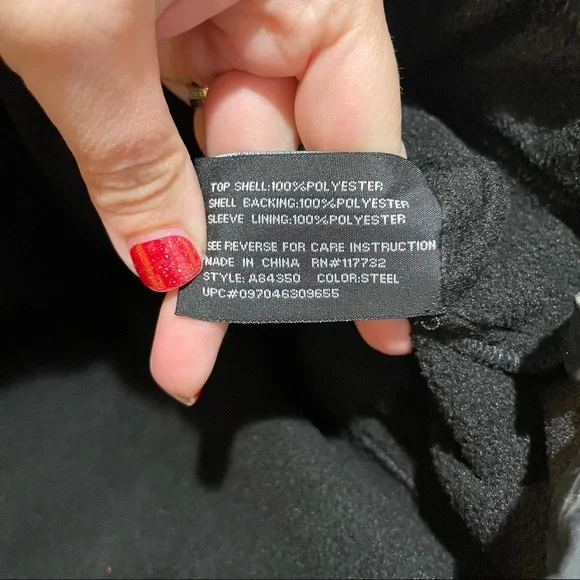 TOP SHELL:100%POLYESTER
SHELL BACKING:100%POLYESTER
SLEEVE LINING:100%POLYESTER
SEE REVERSE FOR CARE INSTRUCTION
MADE IN CHINA RN#117732
STYLE: A84350 COLOR:STEEL
UPC#097046309655